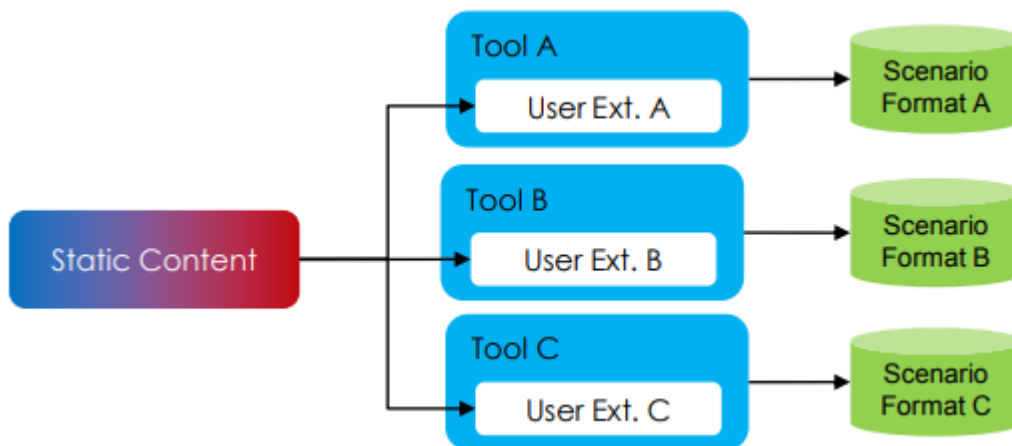 Tool A
User Ext. A
Scenario
Format A
Static Content
Tool B
User Ext. B
Scenario
Format B
Tool C
User Ext. C
Scenario
Format C